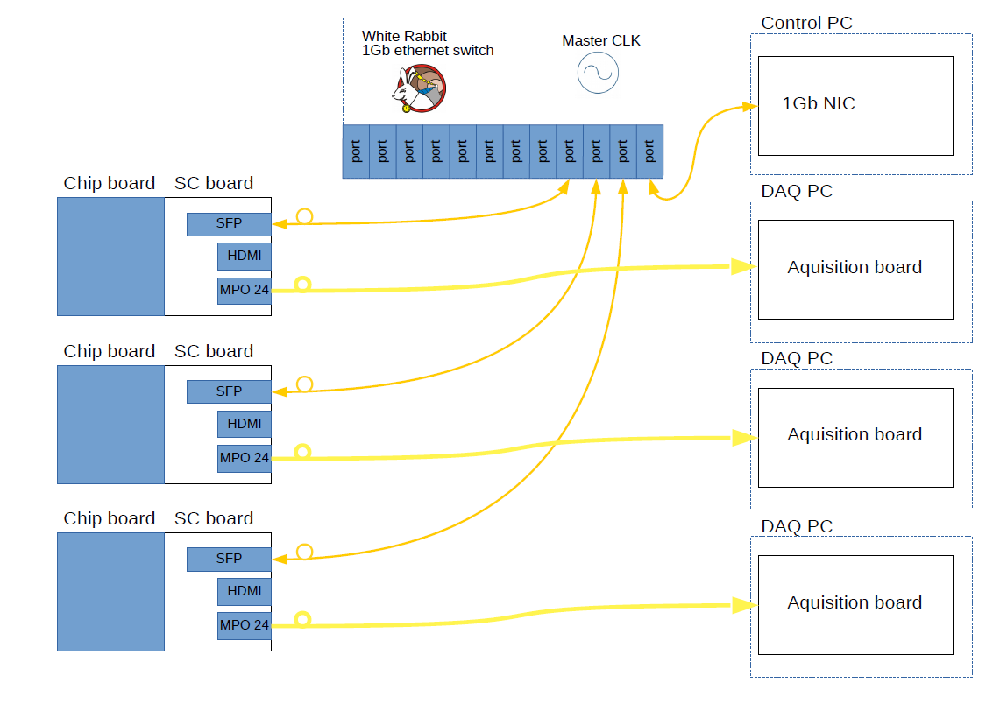 White Rabbit
1Gb ethernet switch
Master CLK
port port port port port port port port port port port port
Control PC
1Gb NIC
Chip board SC board
SFP
HDMI
MPO 24
DAQ PC
Aquisition board
Chip board SC board
SFP
HDMI
MPO 24
DAQ PC
Aquisition board
Chip board SC board
SFP
HDMI
MPO 24
DAQ PC
Aquisition board